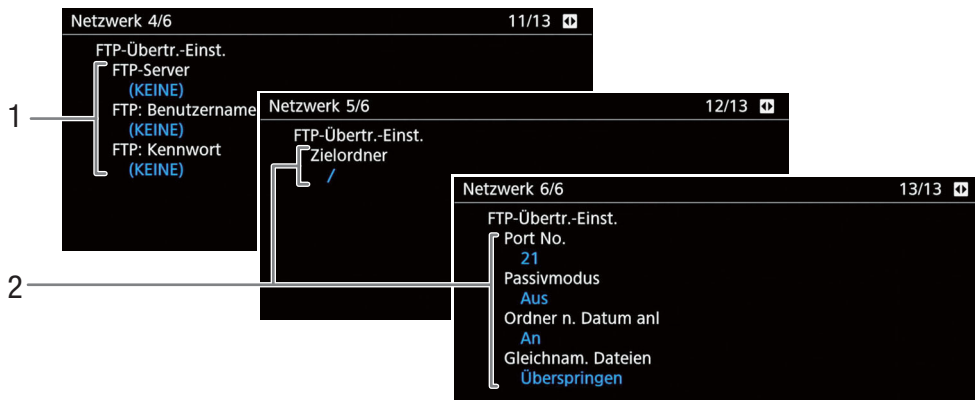 Netzwerk 4/6 11/13
FTP-Übertr.-Einst.
FTP-Server
(KEINE)
FTP: Benutzername
(KEINE)
FTP: Kennwort
(KEINE)
1
Netzwerk 5/6 12/13
FTP-Übertr.-Einst.
Zielordner
/
Netzwerk 6/6 13/13
FTP-Übertr.-Einst.
Port No.
21
Passivmodus
Aus
Ordner n. Datum anl
An
Gleichnam. Dateien
Überspringen
2